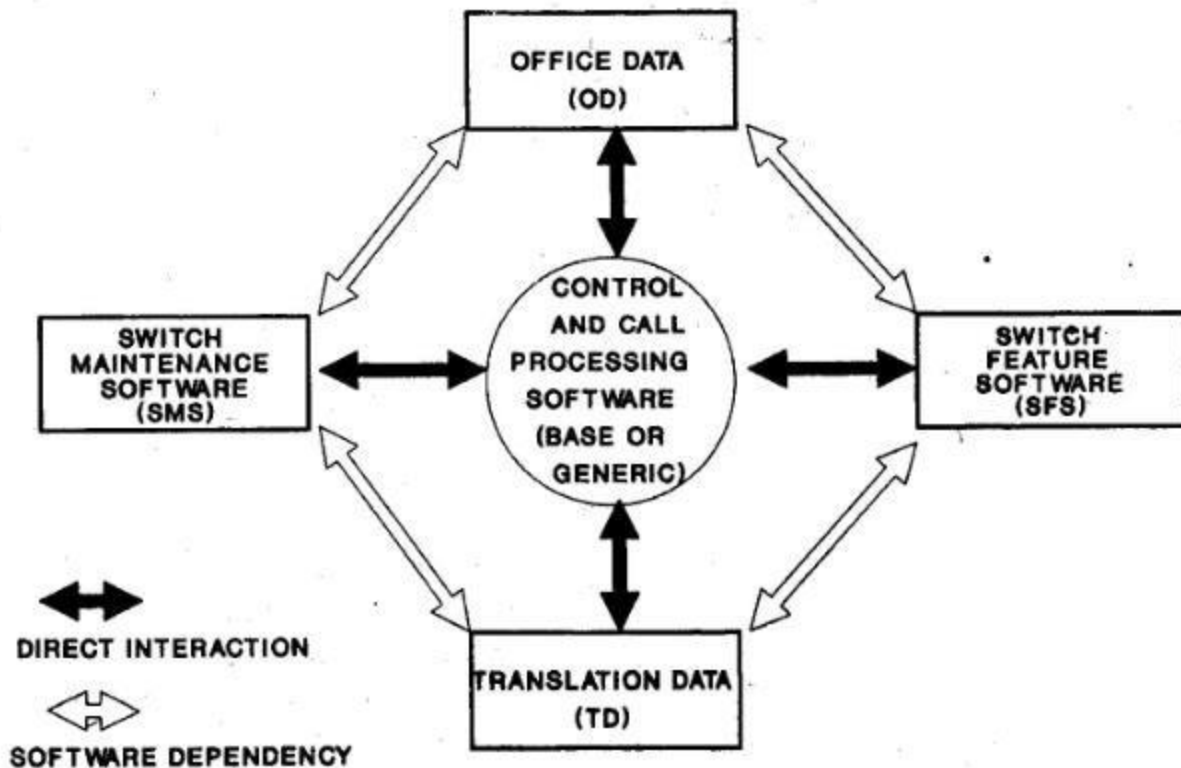 OFFICE DATA
(OD)
CONTROL
AND CALL
PROCESSING
SOFTWARE
(BASE OR
GENERIC)
SWITCH
MAINTENANCE
SOFTWARE
(SMS)
SWITCH
FEATURE
SOFTWARE
(SFS)
TRANSLATION DATA
(TD)
DIRECT INTERACTION
SOFTWARE DEPENDENCY